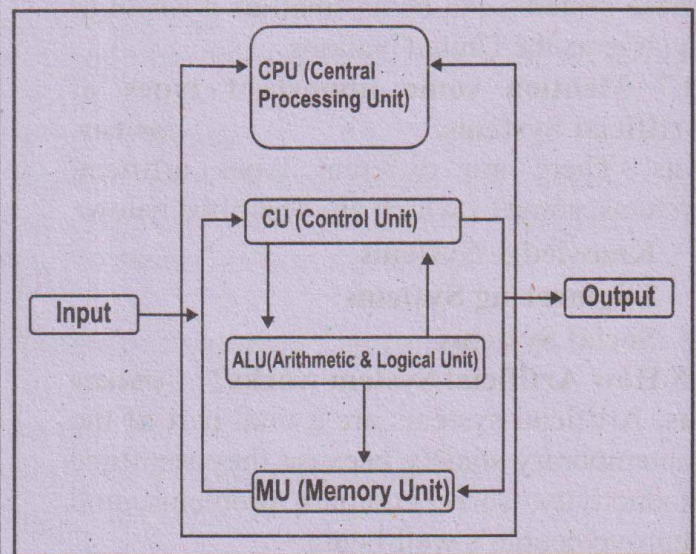 CPU (Central
Processing Unit)
CU (Control Unit)
Input
Output
ALU(Arithmetic & Logical Unit)
MU (Memory Unit)